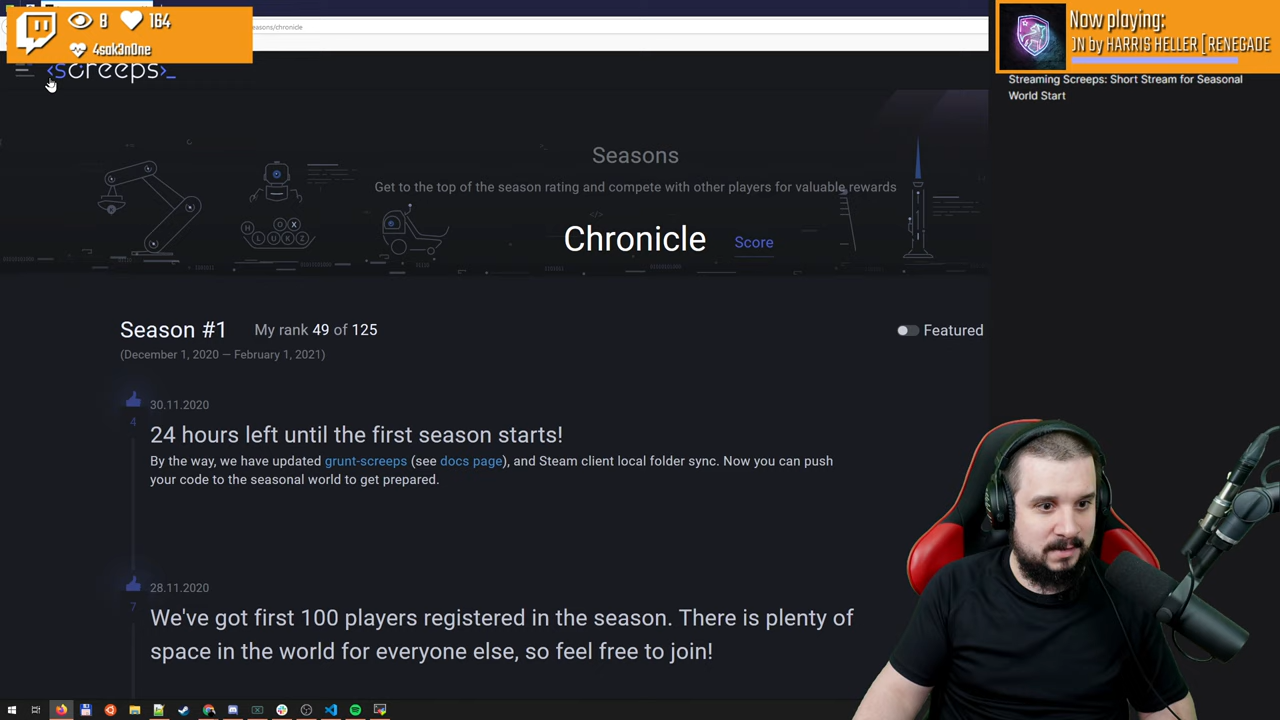 8 164
4sak3n0ne
easons/chronicle
<screeps>_
Now playing:
ON by HARRIS HELLER [RENEGADE
Streaming Screeps: Short Stream for Seasonal
World Start
Seasons
Get to the top of the season rating and compete with other players for valuable rewards
Chronicle Score
Season #1 My rank 49 of 125
Featured
(December 1, 2020 — February 1, 2021)
30.11.2020
4
24 hours left until the first season starts!
By the way, we have updated grunt-screeps (see docs page), and Steam client local folder sync. Now you can push
your code to the seasonal world to get prepared.
28.11.2020
7
We've got first 100 players registered in the season. There is plenty of
space in the world for everyone else, so feel free to join!